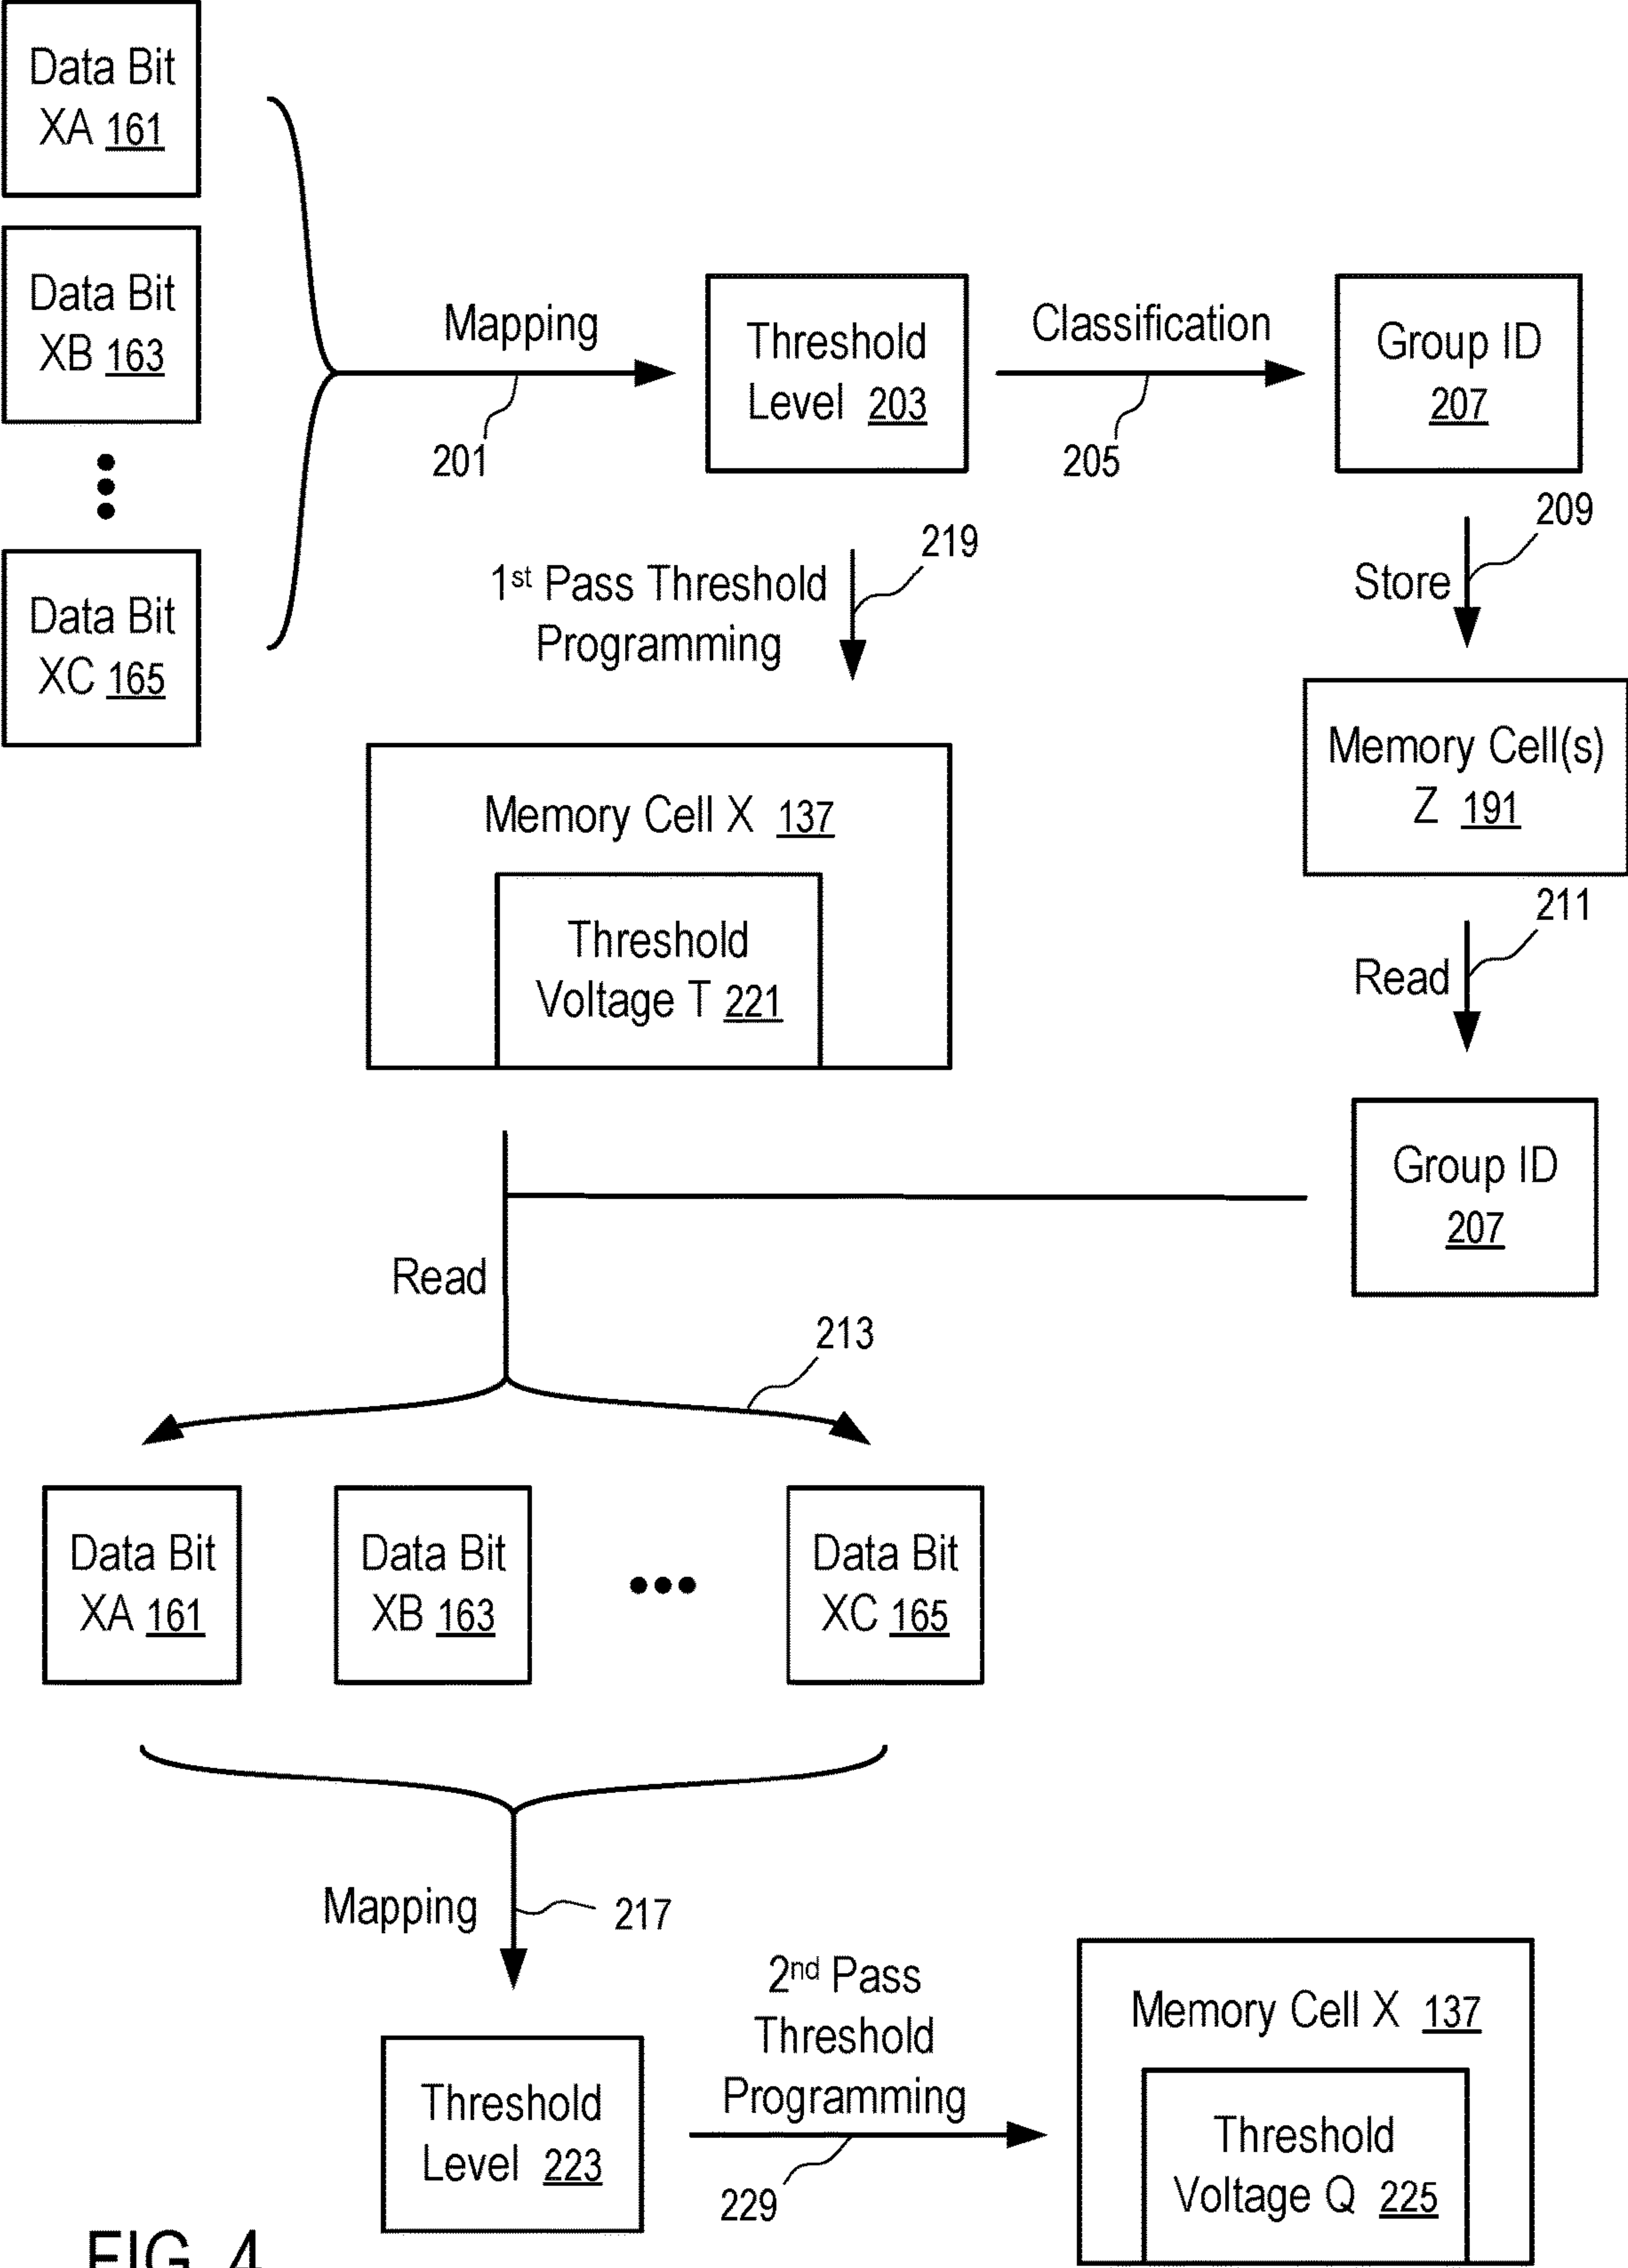 Data Bit
XA 161
Data Bit
XB 163
Data Bit
XC 165
Mapping
201
Threshold
Level 203
Classification
205
Group ID
207
209
Store
219
1st Pass Threshold
Programming
Memory Cell(s)
Z 191
Memory Cell X 137
Threshold
Voltage T 221
211
Read
Group ID
207
Read
213
Data Bit
XA 161
Data Bit
XB 163
Data Bit
XC 165
Mapping
217
2nd Pass
Threshold
Programming
229
Threshold
Level 223
Memory Cell X 137
Threshold
Voltage Q 225
FIG. 4